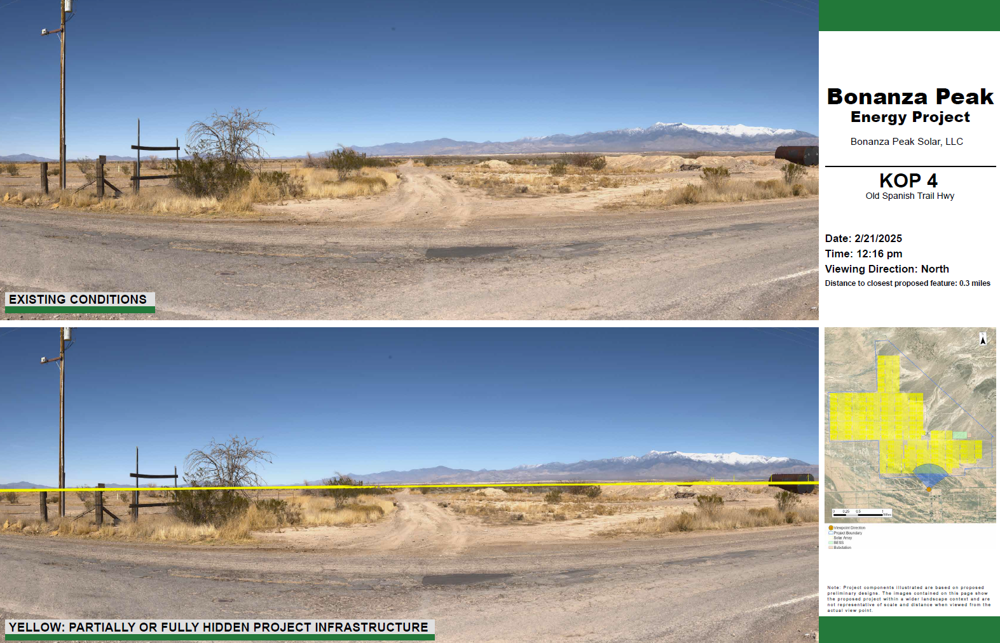 Bonanza Peak
Energy Project
Bonanza Peak Solar, LLC
KOP 4
Old Spanish Trail Hwy
Date: 2/21/2025
Time: 12:16 pm
Viewing Direction: North
Distance to closest proposed feature: 0.3 miles
EXISTING CONDITIONS
N
0 0.25 0.5 1
Miles
Viewpoint Direction
Project Boundary
Solar Array
BESS
Substation
Note: Project components illustrated are based on proposed
preliminary designs. The images contained on this page show
the proposed project within a wider landscape context and are
not representative of scale and distance when viewed from the
actual view point.
YELLOW: PARTIALLY OR FULLY HIDDEN PROJECT INFRASTRUCTURE